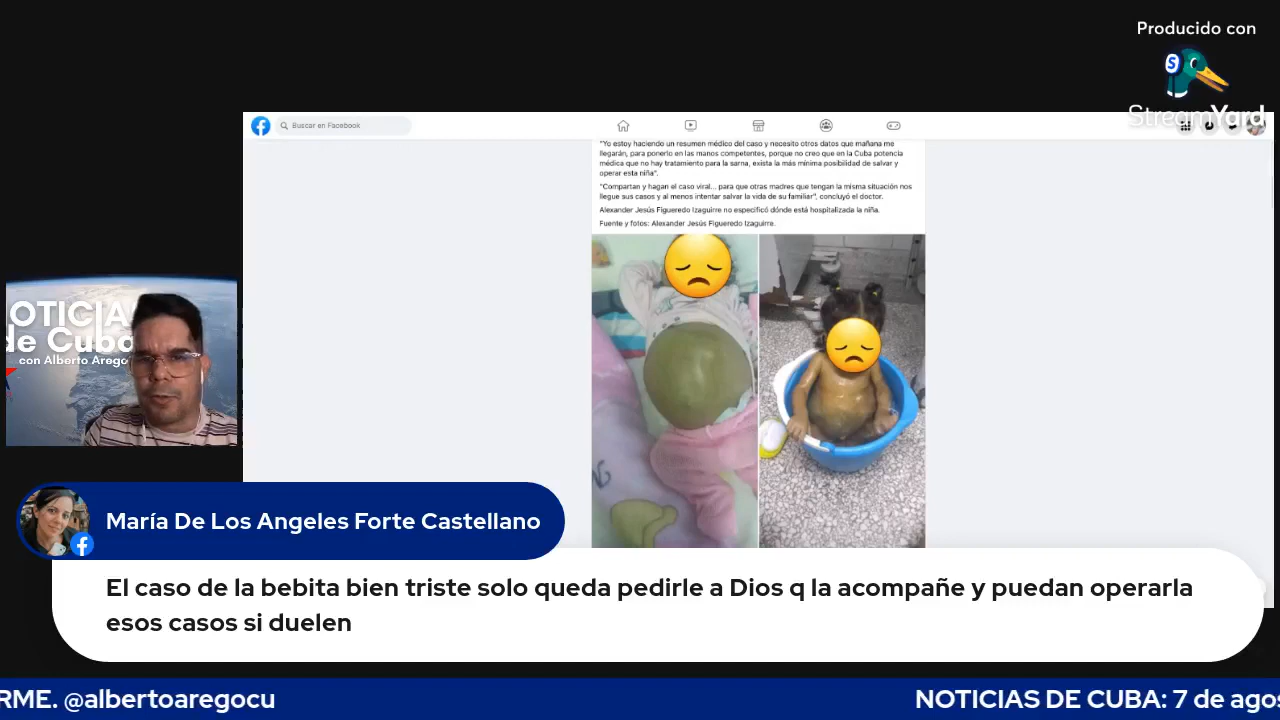 Producido con
StreamYard
Buscar en Facebook
"Yo estoy haciendo un resumen médico del caso y necesito otros datos que mañana me
llegarán, para ponerlo en las manos competentes, porque no creo que en la Cuba potencia
médica que no hay tratamiento para la sarna, exista la más mínima posibilidad de salvar y
operar esta niña".
"Compartan y hagan el caso viral... para que otras madres que tengan la misma situación nos
llegue sus casos y al menos intentar salvar la vida de su familiar", concluyó el doctor.
Alexander Jesús Figueredo Izaguirre no especificó dónde está hospitalizada la niña.
Fuente y fotos: Alexander Jesús Figueredo Izaguirre.
OTICIA
de Cuba
con Alberto Arego
María De Los Angeles Forte Castellano
El caso de la bebita bien triste solo queda pedirle a Dios q la acompañe y puedan operarla
esos casos si duelen
RME. @albertoaregocu
NOTICIAS DE CUBA: 7 de agos